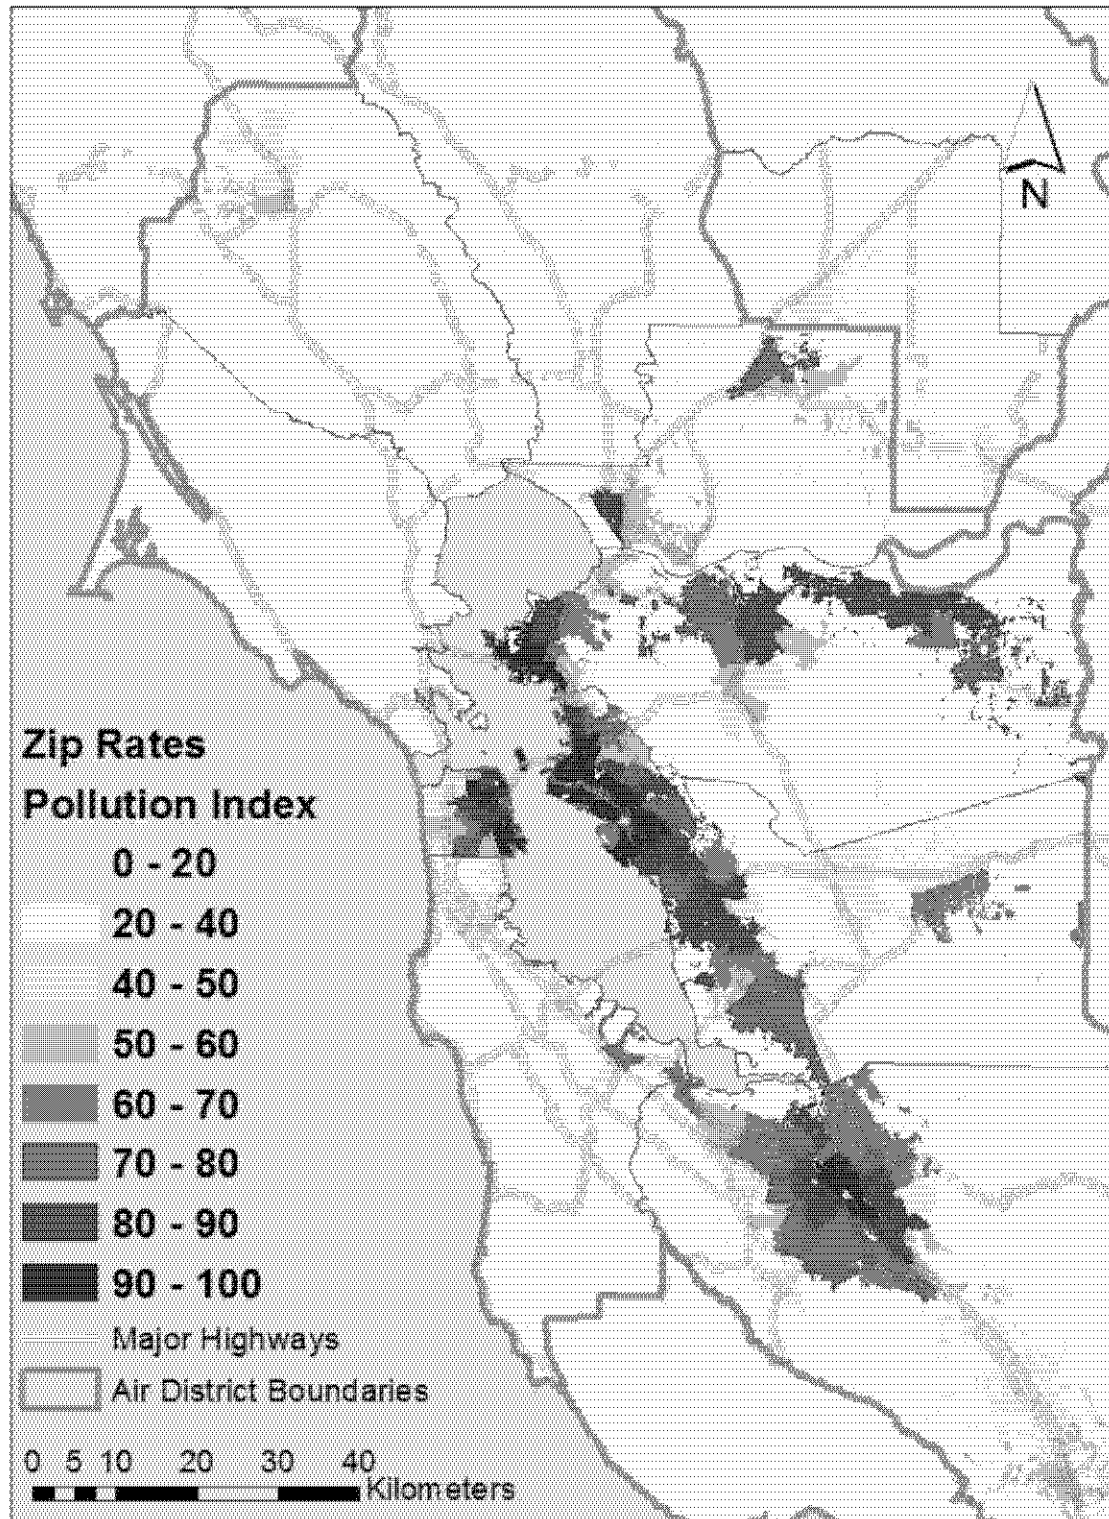 N
Zip Rates
Pollution Index
0 - 20
20 - 40
40 - 50
50 - 60
60 - 70
70 - 80
80 - 90
90 - 100
Major Highways
Air District Boundaries
0 5 10 20 30 40
Kilometers